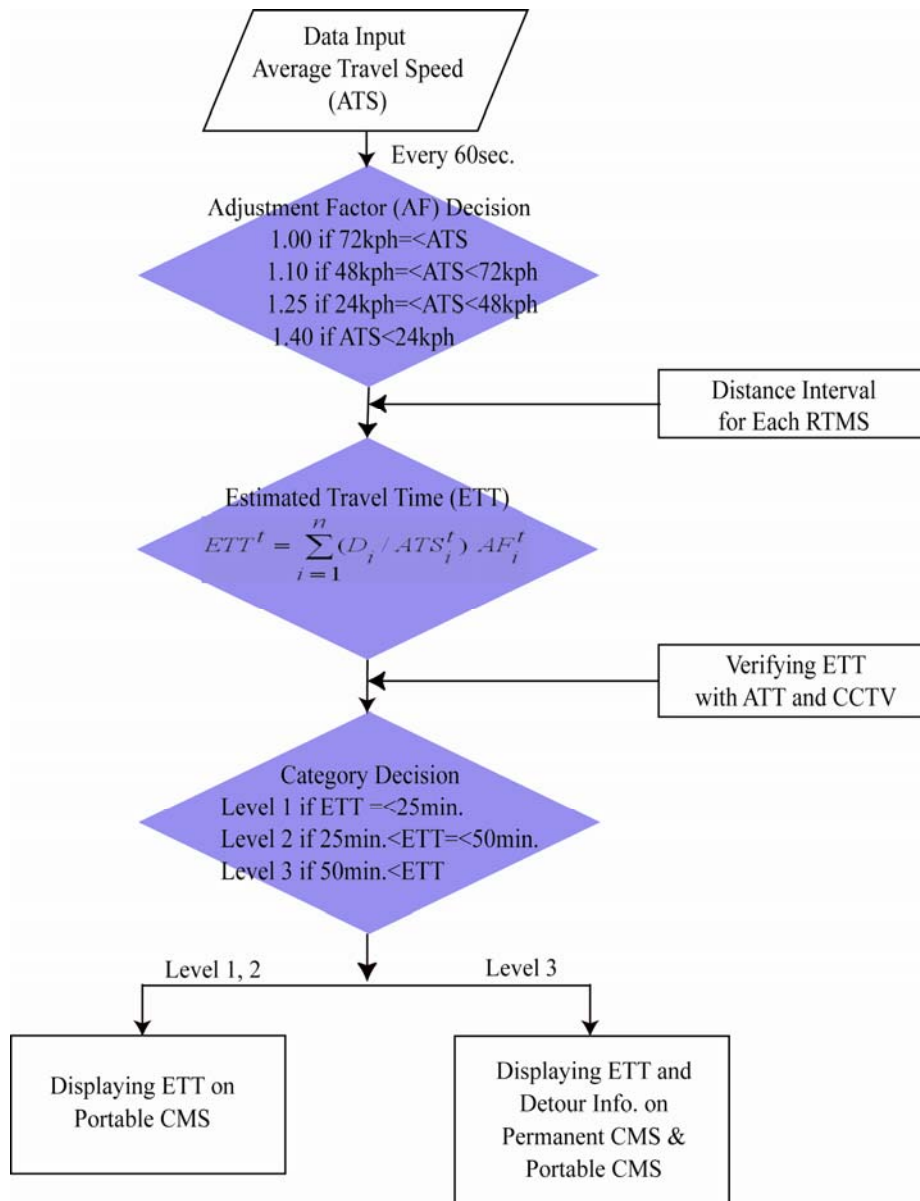 Data Input
Average Travel Speed
(ATS)
Every 60sec.
Adjustment Factor (AF) Decision
1.00 if 72kph=<ATS
1.10 if 48kph=<ATS<72kph
1.25 if 24kph=<ATS<48kph
1.40 if ATS<24kph
Distance Interval
for Each RTMS
Estimated Travel Time (ETT)
ETT^t = \sum_{i=1}^{n} (D_i / ATS_i^t) AF_i^t
Verifying ETT
with ATT and CCTV
Category Decision
Level 1 if ETT =<25min.
Level 2 if 25min.<ETT=<50min.
Level 3 if 50min.<ETT
Level 1, 2
Level 3
Displaying ETT on
Portable CMS
Displaying ETT and
Detour Info. on
Permanent CMS &
Portable CMS